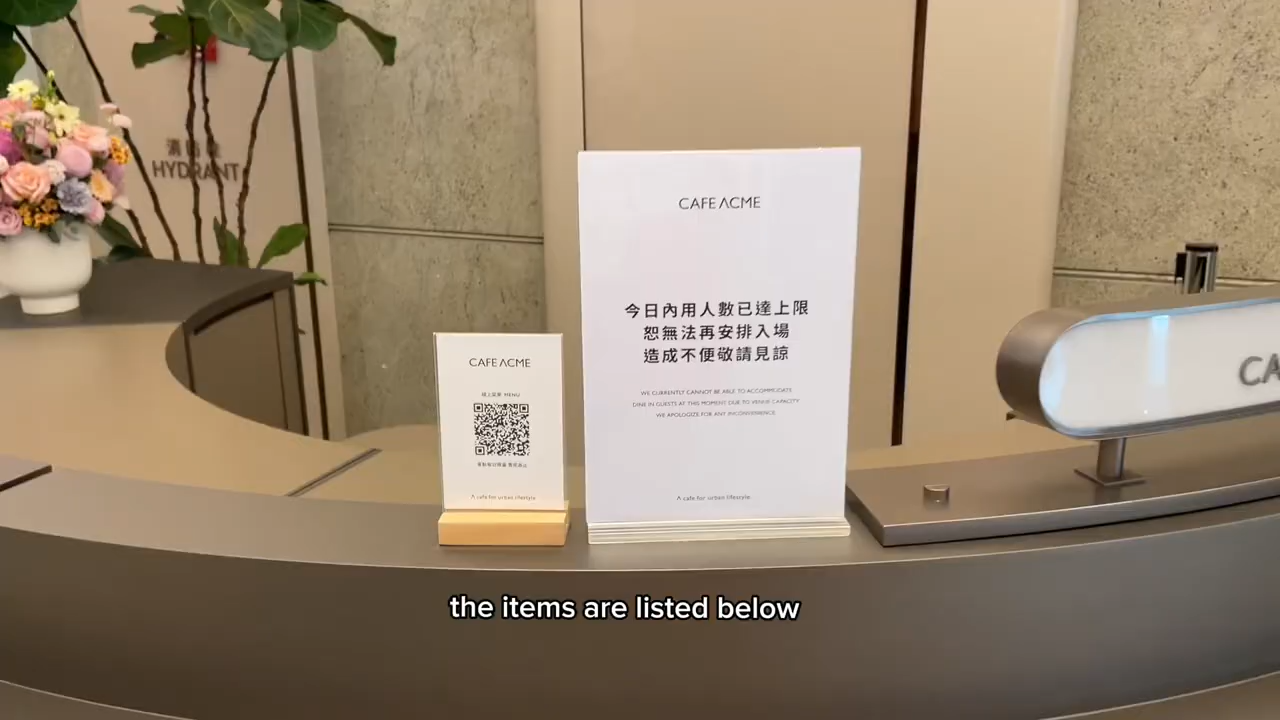 HYDRANT
CAFE ACME
今日內用人數已達上限
恕無法再安排入場
造成不便敬請見諒
WE CURRENTLY CANNOT BE ABLE TO ACCOMMODATE
DINE IN GUESTS AT THIS MOMENT DUE TO VENUE CAPACITY
WE APOLOGIZE FOR ANY INCONVENIENCE
A cafe for urban lifestyle
CAFE ACME
線上菜單 MENU
A cafe for urban lifestyle
CA
the items are listed below